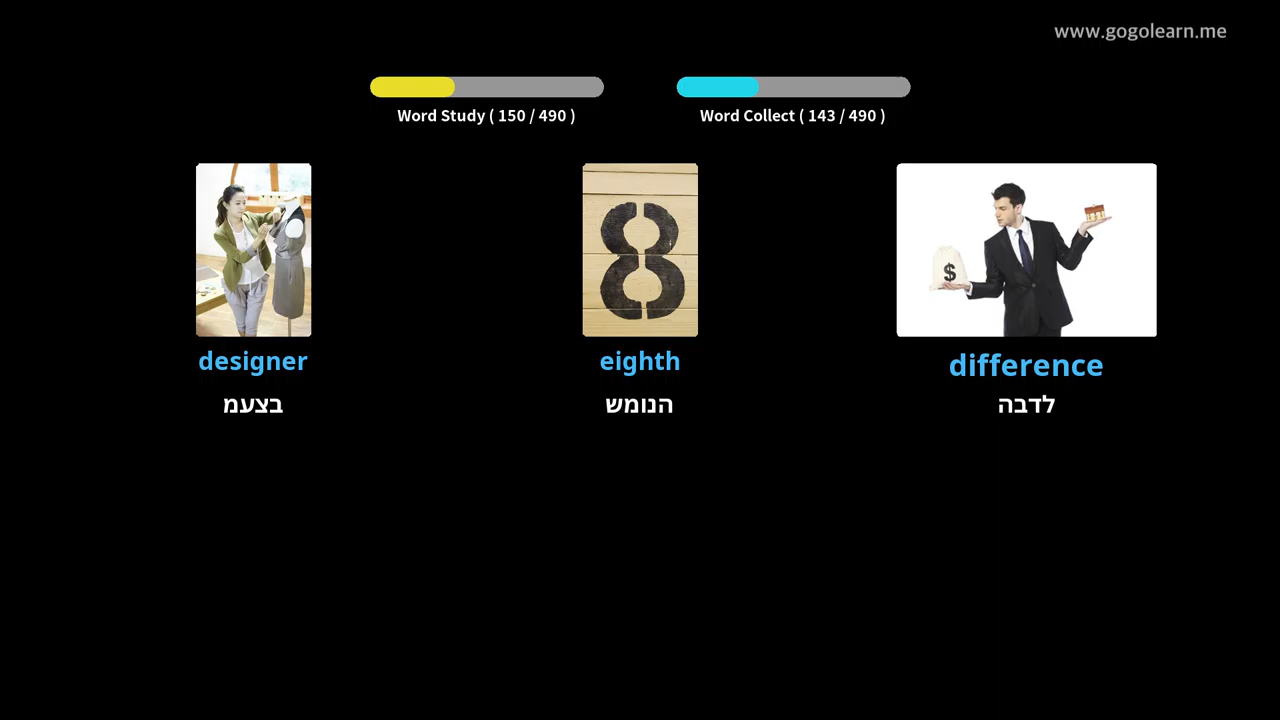 www.gogolearn.me
Word Study ( 150 / 490 )
Word Collect ( 143 / 490 )
designer
בצעמ
eighth
הנומש
difference
לדבה